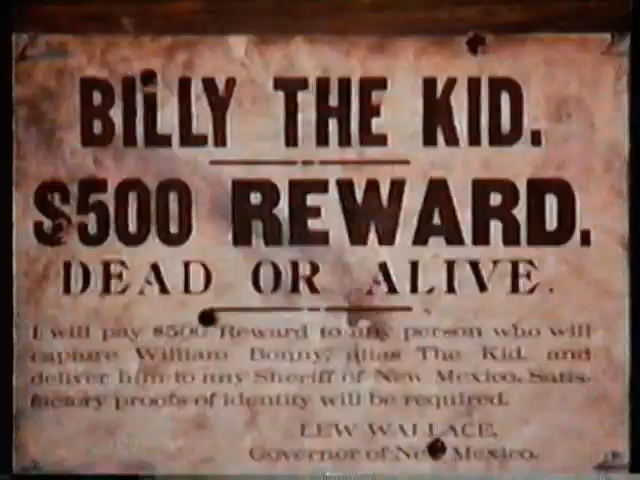 BILLY THE KID.
$500 REWARD.
DEAD OR ALIVE.
I will pay $500 Reward to any person who will
capture William Bonny, alias The Kid, and
deliver him to any Sheriff of New Mexico. Satis-
factory proofs of identity will be required.
LEW WALLACE,
Governor of New Mexico.